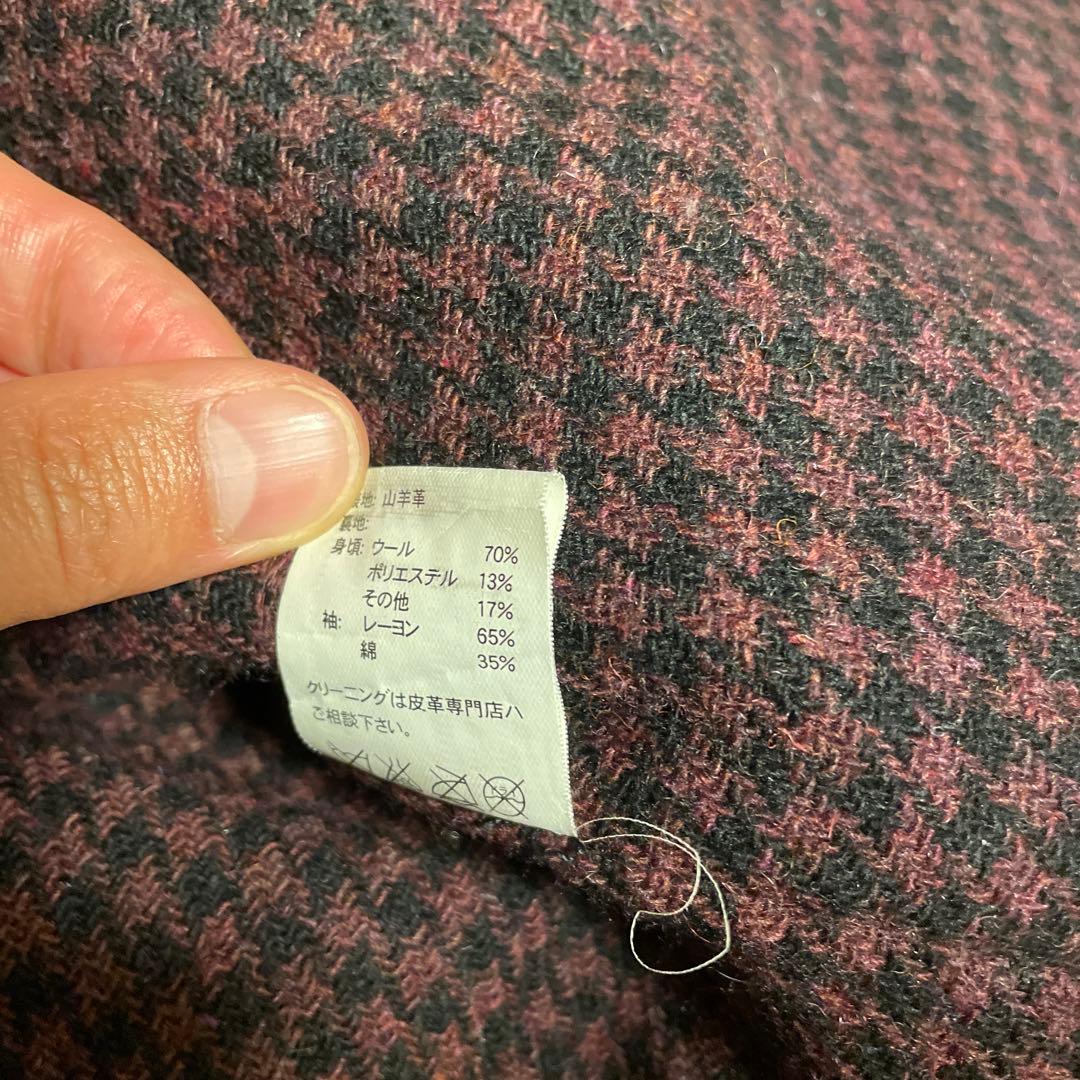 表地: 山羊革
裏地:
身頃: ウール 70%
ポリエステル 13%
その他 17%
袖: レーヨン 65%
綿 35%
クリーニングは皮革専門店ハ
ご相談下さい。